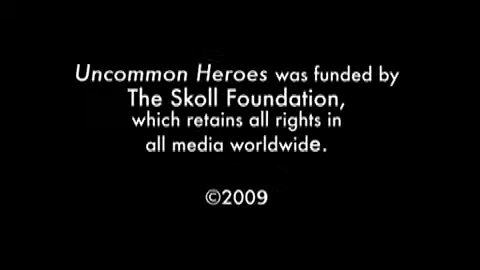 Uncommon Heroes was funded by
The Skoll Foundation,
which retains all rights in
all media worldwide.
©2009